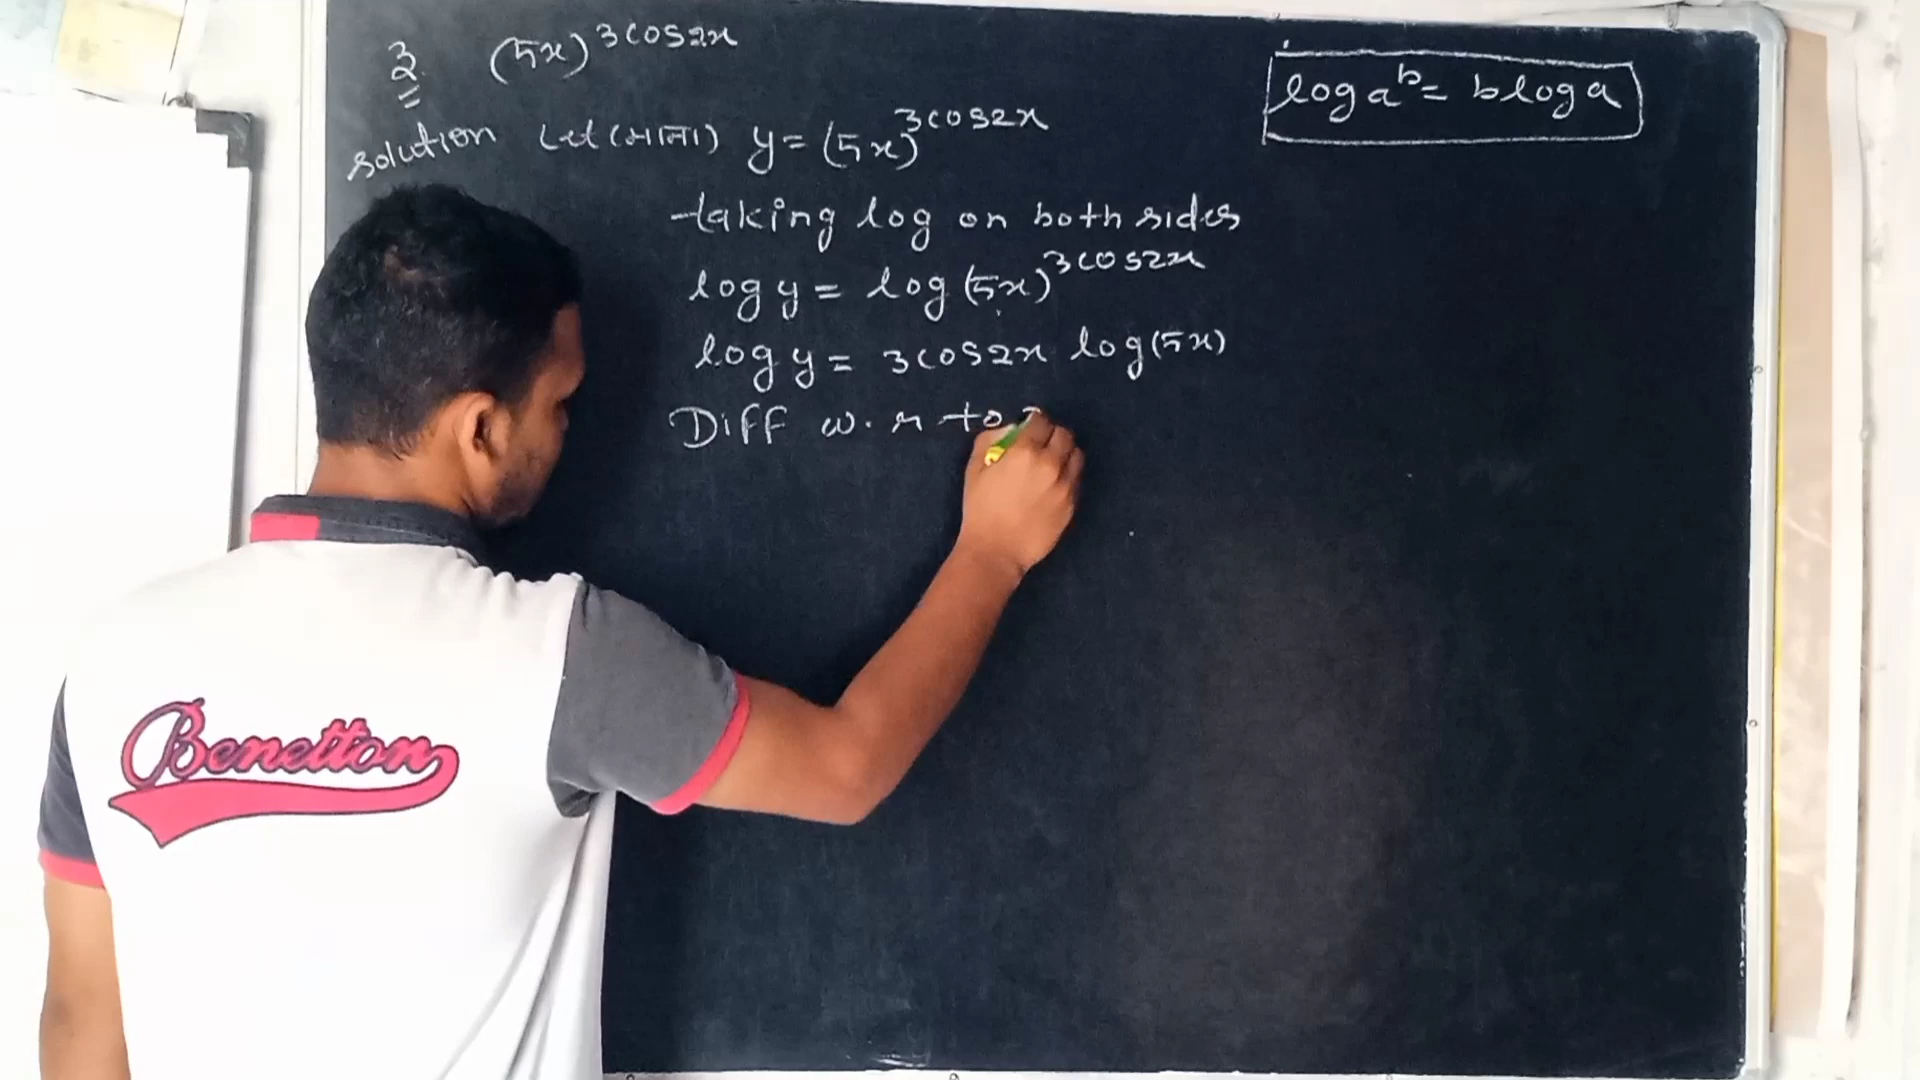 3. (5x)^3cos2x
log a^b = b log a
solution Let (माना) y = (5x)^3cos2x
taking log on both sides
log y = log (5x)^3cos2x
log y = 3cos2x log(5x)
Diff w.r to
Benetton